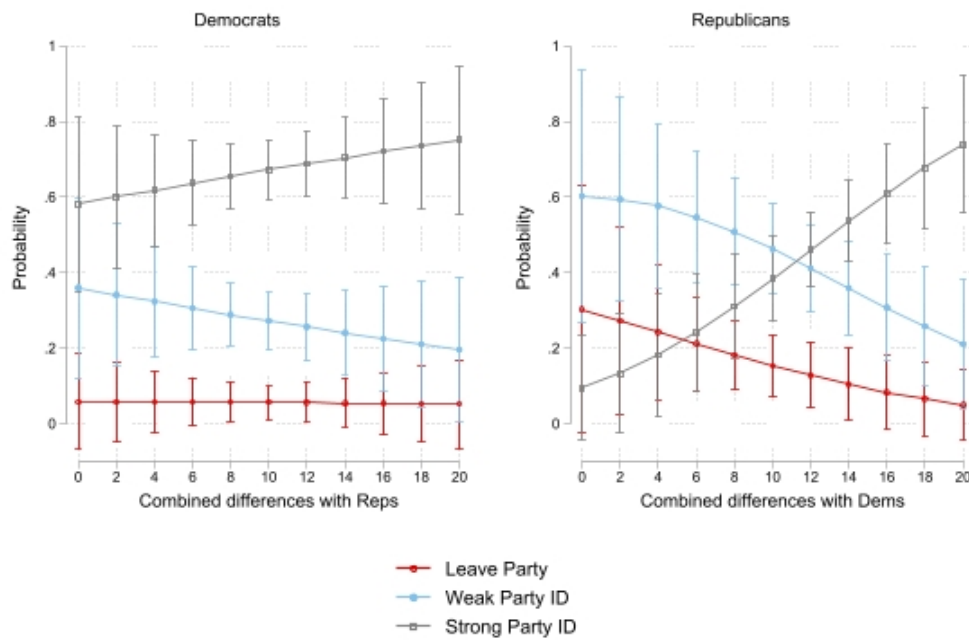 Democrats
Republicans
Probability
1
.8
.6
.4
.2
0
0 2 4 6 8 10 12 14 16 18 20
Combined differences with Reps
Probability
1
.8
.6
.4
.2
0
0 2 4 6 8 10 12 14 16 18 20
Combined differences with Dems
Leave Party
Weak Party ID
Strong Party ID